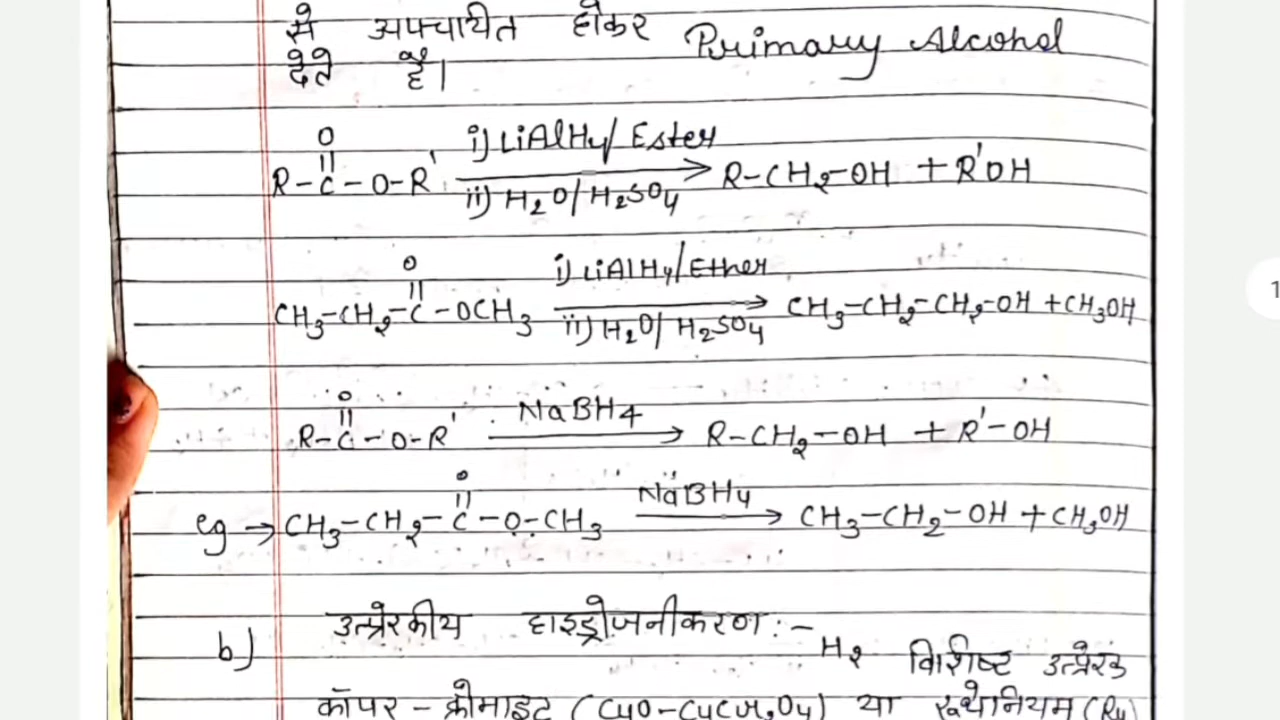 से अपचायित होकर Primary Alcohol
देते हैं।
O
||
R-C-O-R' i) LiAlH4/Ester ii) H2O/H2SO4 → R-CH2-OH + R'OH
O
||
CH3-CH2-C-OCH3 i) LiAlH4/Ether ii) H2O/H2SO4 → CH3-CH2-CH2-OH + CH3OH
O
||
R-C-O-R' NaBH4 → R-CH2-OH + R'-OH
O
||
eg → CH3-CH2-C-O-CH3 NaBH4 → CH3-CH2-OH + CH3OH
b) उत्प्रेरकीय हाइड्रोजनीकरण :- H2 विशिष्ट उत्प्रेरक
कॉपर - क्रोमाइट (CuO-CuCr2O4) या रूथेनियम (Ru)
1